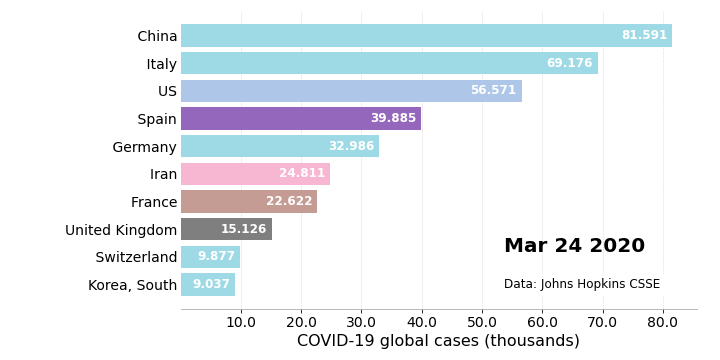 China 81.591
Italy 69.176
US 56.571
Spain 39.885
Germany 32.986
Iran 24.811
France 22.622
United Kingdom 15.126
Switzerland 9.877
Korea, South 9.037
Mar 24 2020
Data: Johns Hopkins CSSE
10.0 20.0 30.0 40.0 50.0 60.0 70.0 80.0
COVID-19 global cases (thousands)